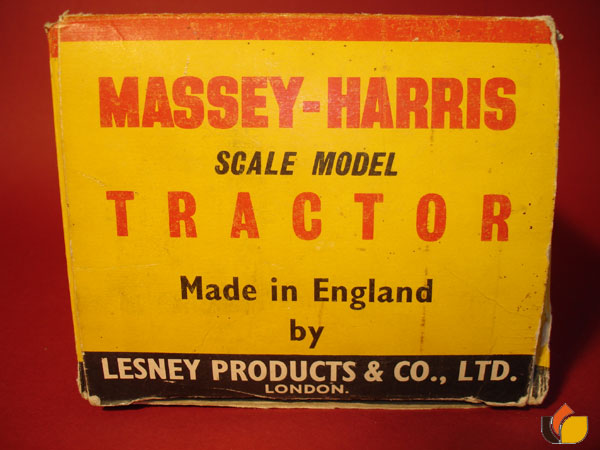 MASSEY-HARRIS
SCALE MODEL
TRACTOR
Made in England
by
LESNEY PRODUCTS & CO., LTD.
LONDON.